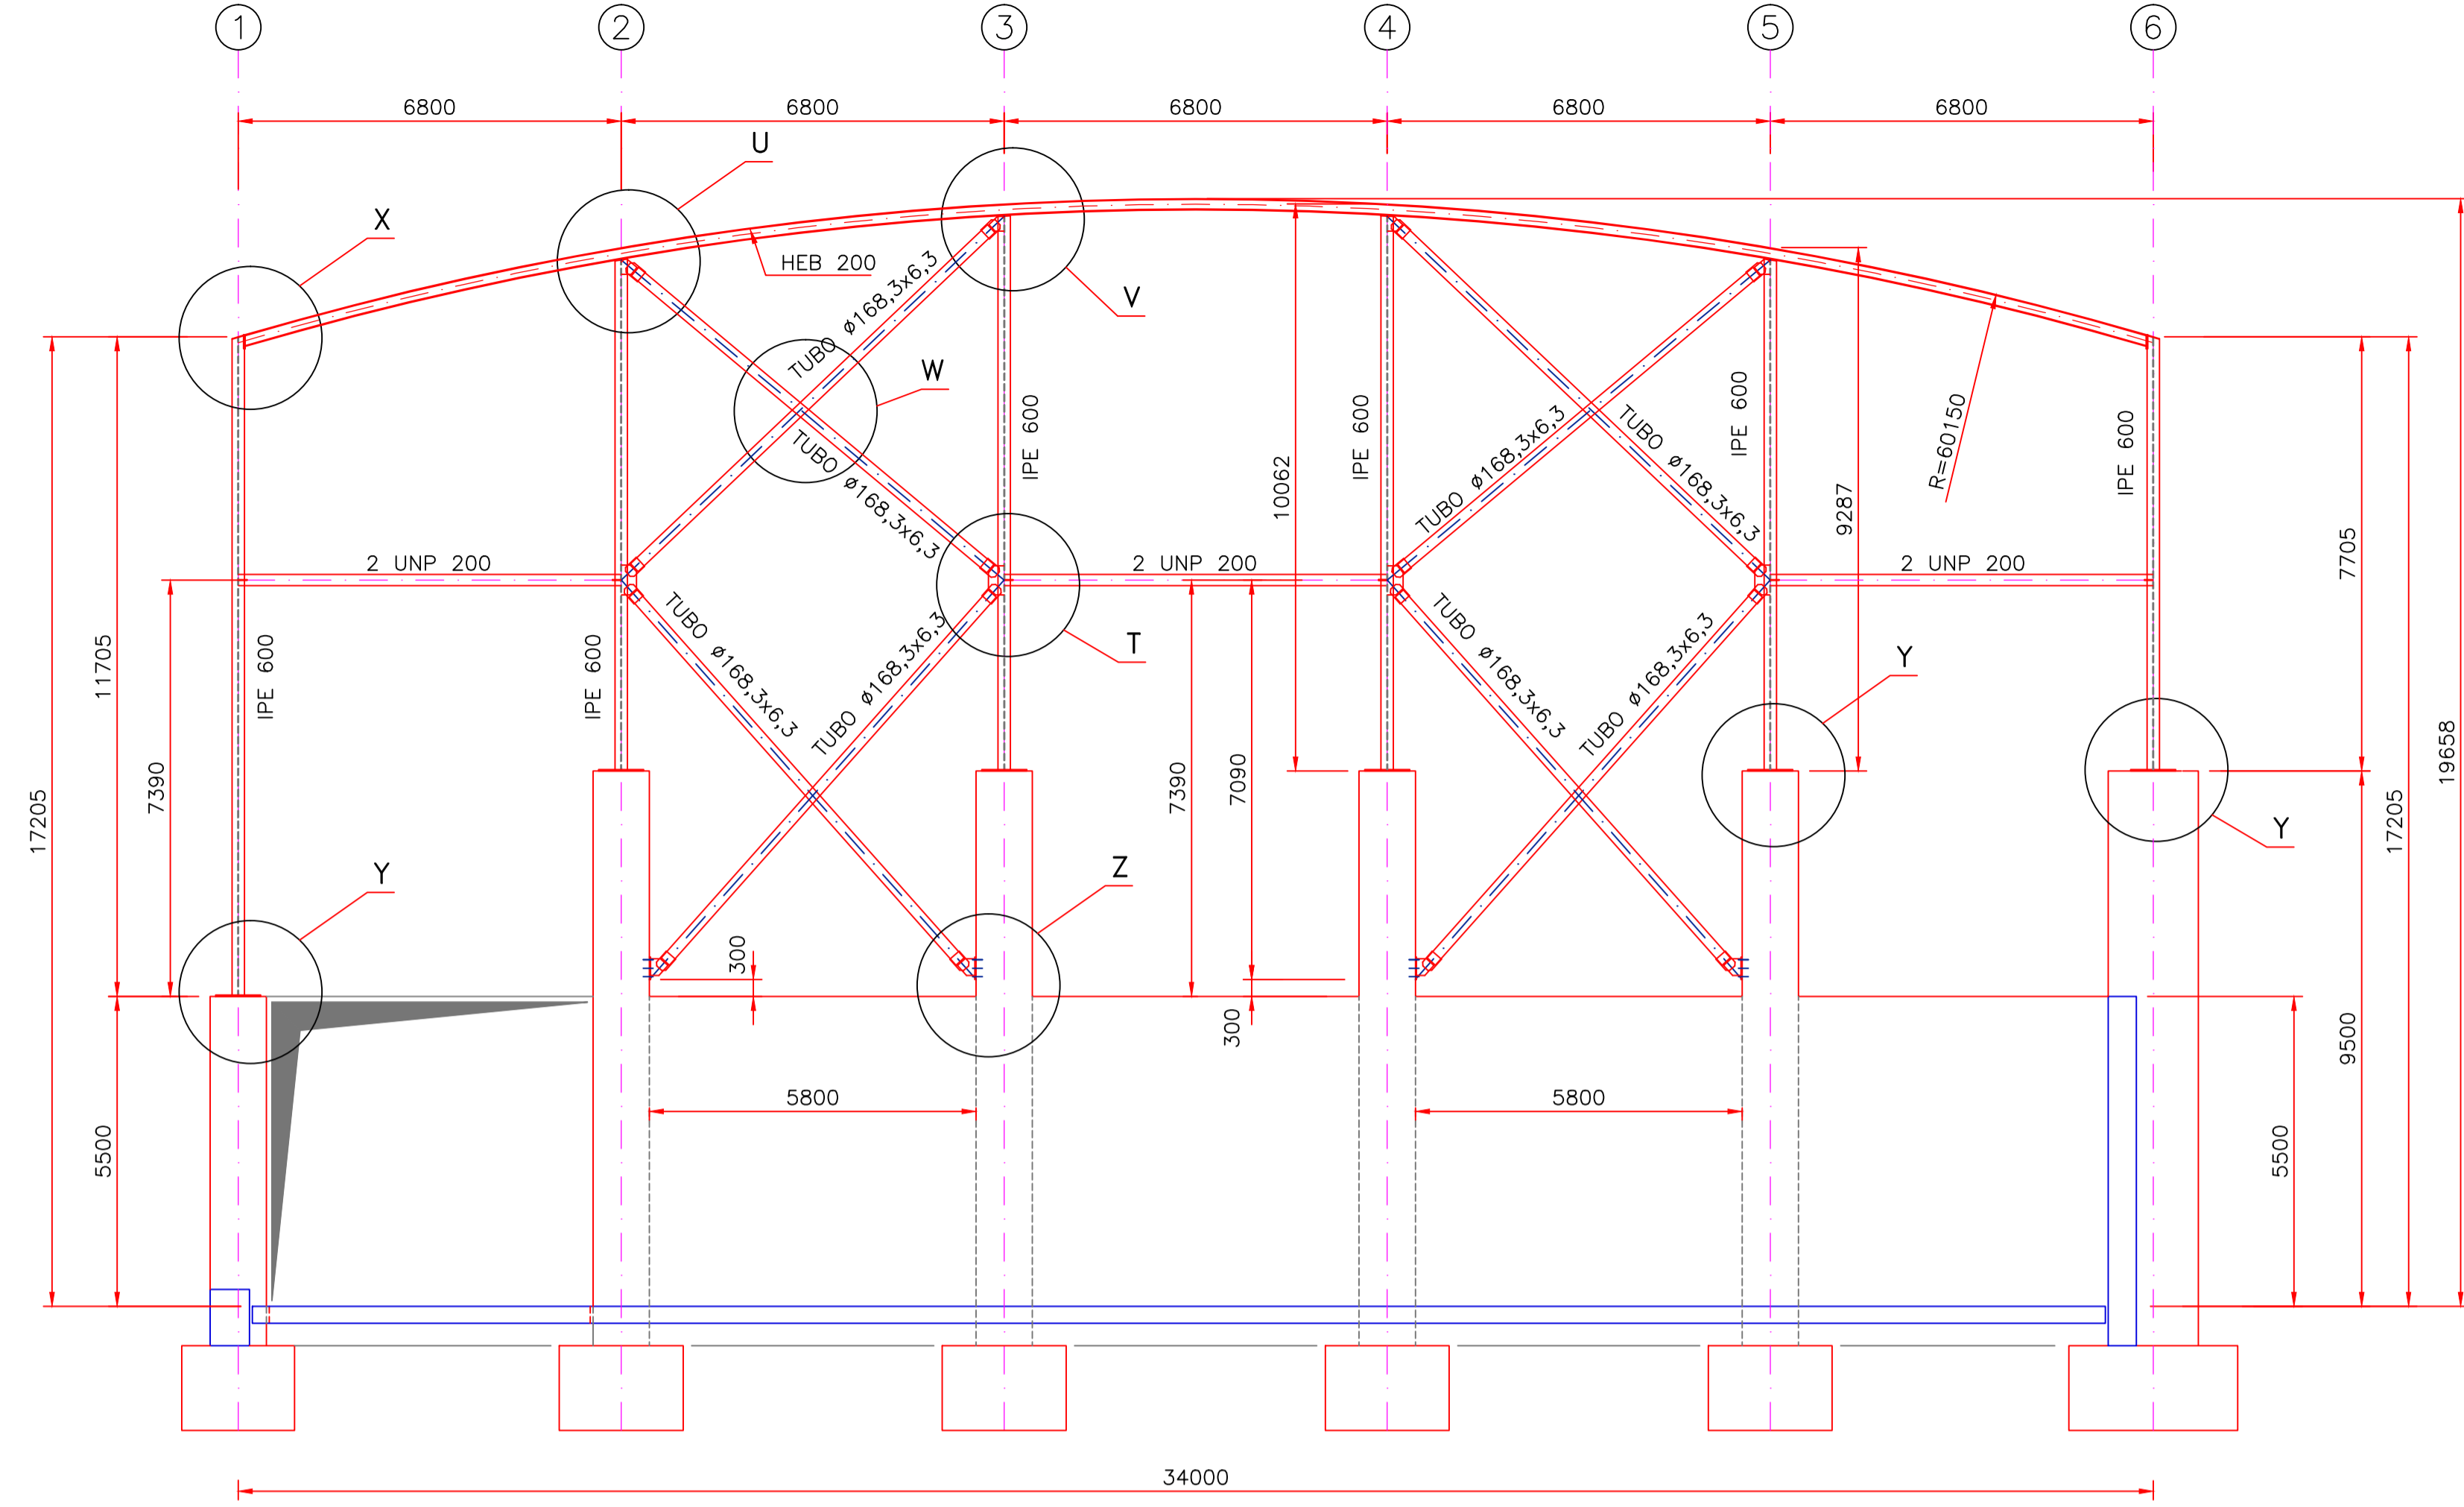 1
2
3
4
5
6
6800
6800
6800
6800
6800
U
X
V
W
HEB 200
TUBO ø168,3x6,3
TUBO ø168,3x6,3
IPE 600
IPE 600
10062
TUBO ø168,3x6,3
TUBO ø168,3x6,3
IPE 600
9287
R=60150
IPE 600
7705
2 UNP 200
2 UNP 200
2 UNP 200
17205
11705
7390
IPE 600
IPE 600
TUBO ø168,3x6,3
TUBO ø168,3x6,3
T
7390
7090
TUBO ø168,3x6,3
TUBO ø168,3x6,3
Y
Y
19658
17205
Y
Z
300
300
9500
5500
5500
5800
5800
34000